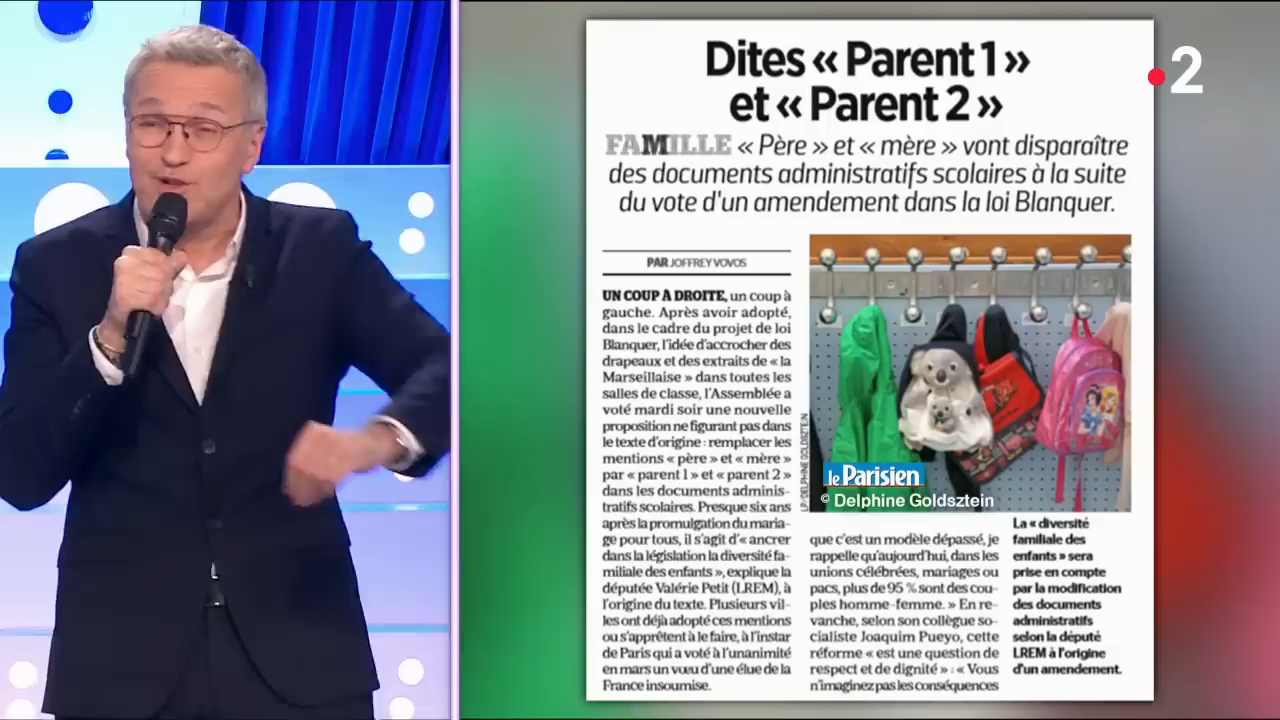 Dites « Parent 1 »
et « Parent 2 »
FAMILLE « Père » et « mère » vont disparaître
des documents administratifs scolaires à la suite
du vote d'un amendement dans la loi Blanquer.
PAR JOFFREY VOVOS
UN COUP À DROITE, un coup à
gauche. Après avoir adopté,
dans le cadre du projet de loi
Blanquer, l'idée d'accrocher des
drapeaux et des extraits de « la
Marseillaise » dans toutes les
salles de classe, l'Assemblée a
voté mardi soir une nouvelle
proposition ne figurant pas dans
le texte d'origine : remplacer les
mentions « père » et « mère »
par « parent 1 » et « parent 2 »
dans les documents adminis-
tratifs scolaires. Presque six ans
après la promulgation du maria-
ge pour tous, il s'agit d'« ancrer
dans la législation la diversité fa-
miliale des enfants », explique la
députée Valérie Petit (LREM), à
l'origine du texte. Plusieurs vil-
les ont déjà adopté ces mentions
ou s'apprêtent à le faire, à l'instar
de Paris qui a voté à l'unanimité
en mars un vœu d'une élue de la
France insoumise.
LP/DELPHINE GOLDSZTEJN
le Parisien
© Delphine Goldsztein
que c'est un modèle dépassé, je
rappelle qu'aujourd'hui, dans les
unions célébrées, mariages ou
pacs, plus de 95 % sont des cou-
ples homme-femme. » En re-
vanche, selon son collègue so-
cialiste Joaquim Pueyo, cette
réforme « est une question de
respect et de dignité » : « Vous
n'imaginez pas les conséquences
La « diversité
familiale des
enfants » sera
prise en compte
par la modification
des documents
administratifs
selon la député
LREM à l'origine
d'un amendement.
2